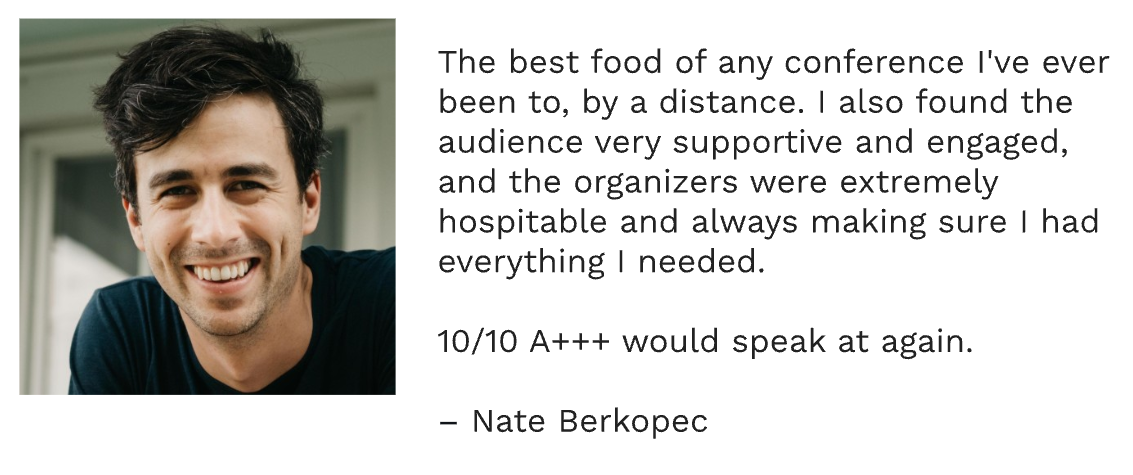 The best food of any conference I've ever
been to, by a distance. I also found the
audience very supportive and engaged,
and the organizers were extremely
hospitable and always making sure I had
everything I needed.
10/10 A+++ would speak at again.
– Nate Berkopec